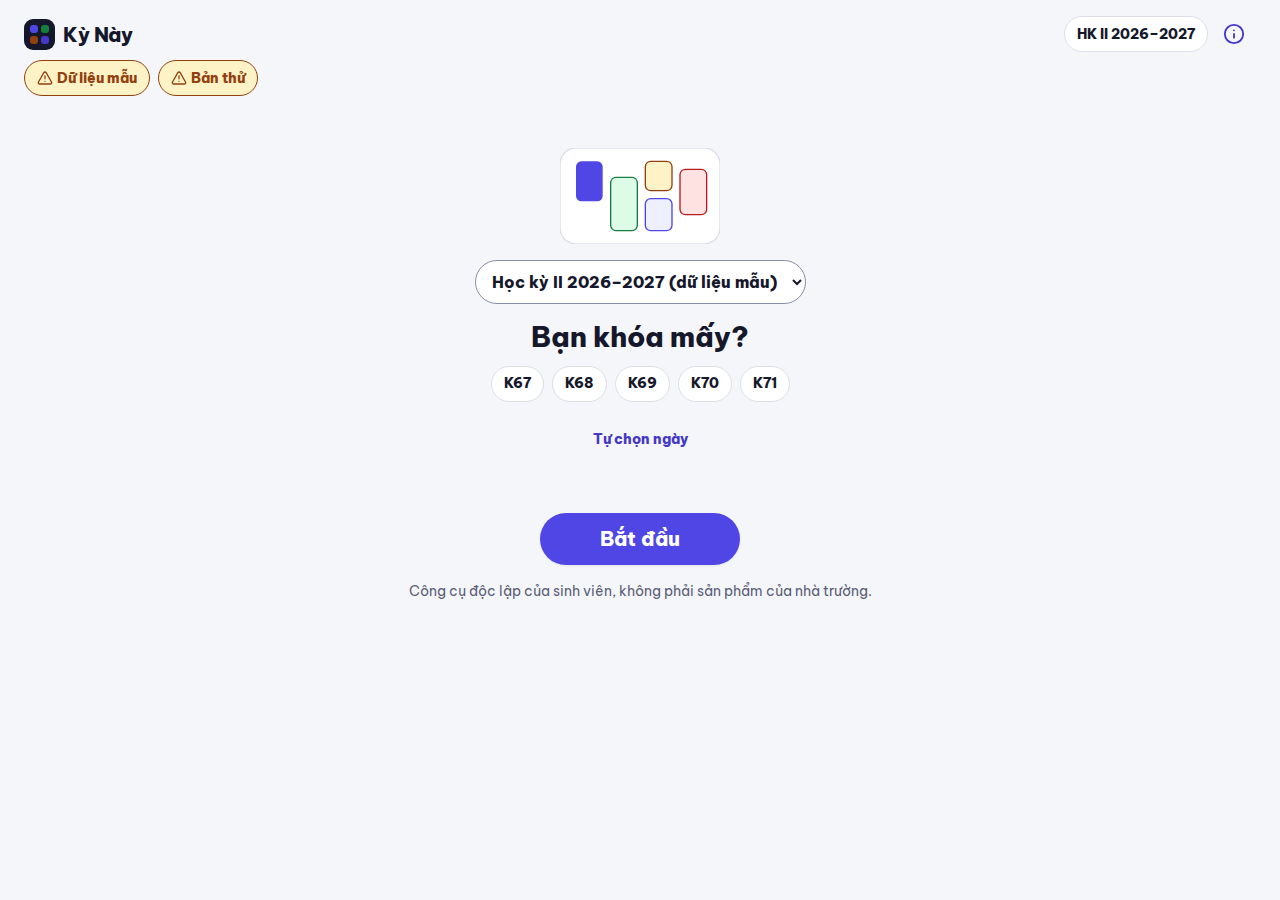 Kỳ Này
HK II 2026–2027
Dữ liệu mẫu
Bản thử
Học kỳ II 2026–2027 (dữ liệu mẫu)
Bạn khóa mấy?
K67 K68 K69 K70 K71
Tự chọn ngày
Bắt đầu
Công cụ độc lập của sinh viên, không phải sản phẩm của nhà trường.